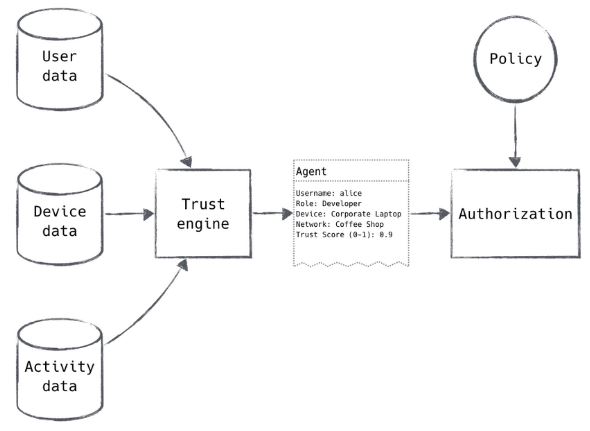 User
data
Policy
Device
data
Trust
engine
Agent
Username: alice
Role: Developer
Device: Corporate Laptop
Network: Coffee Shop
Trust Score (0-1): 0.9
Authorization
Activity
data